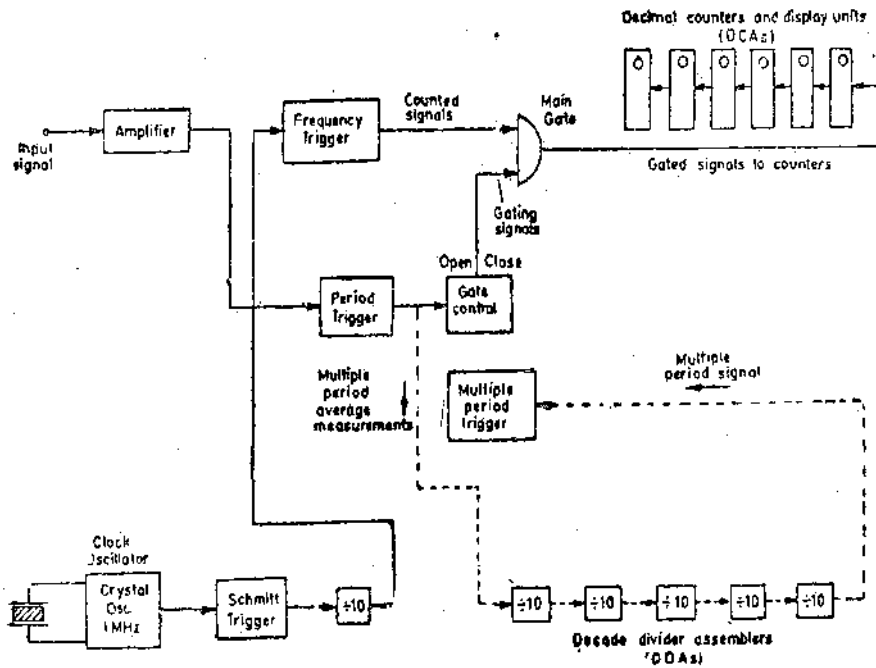 Decimal counters and display units
(DCAs)
Input
signal
Amplifier
Frequency
Trigger
Counted
signals
Main
Gate
Gated signals to counters
Gating
signals
Open
Close
Period
Trigger
Gate
control
Multiple
period
average
measurements
Multiple
period
trigger
Multiple
period signal
Clock
Oscillator
Crystal
Osc
1 MHz
Schmitt
Trigger
÷10
÷10
÷10
÷10
÷10
÷10
Decade divider assemblers
(DDAs)